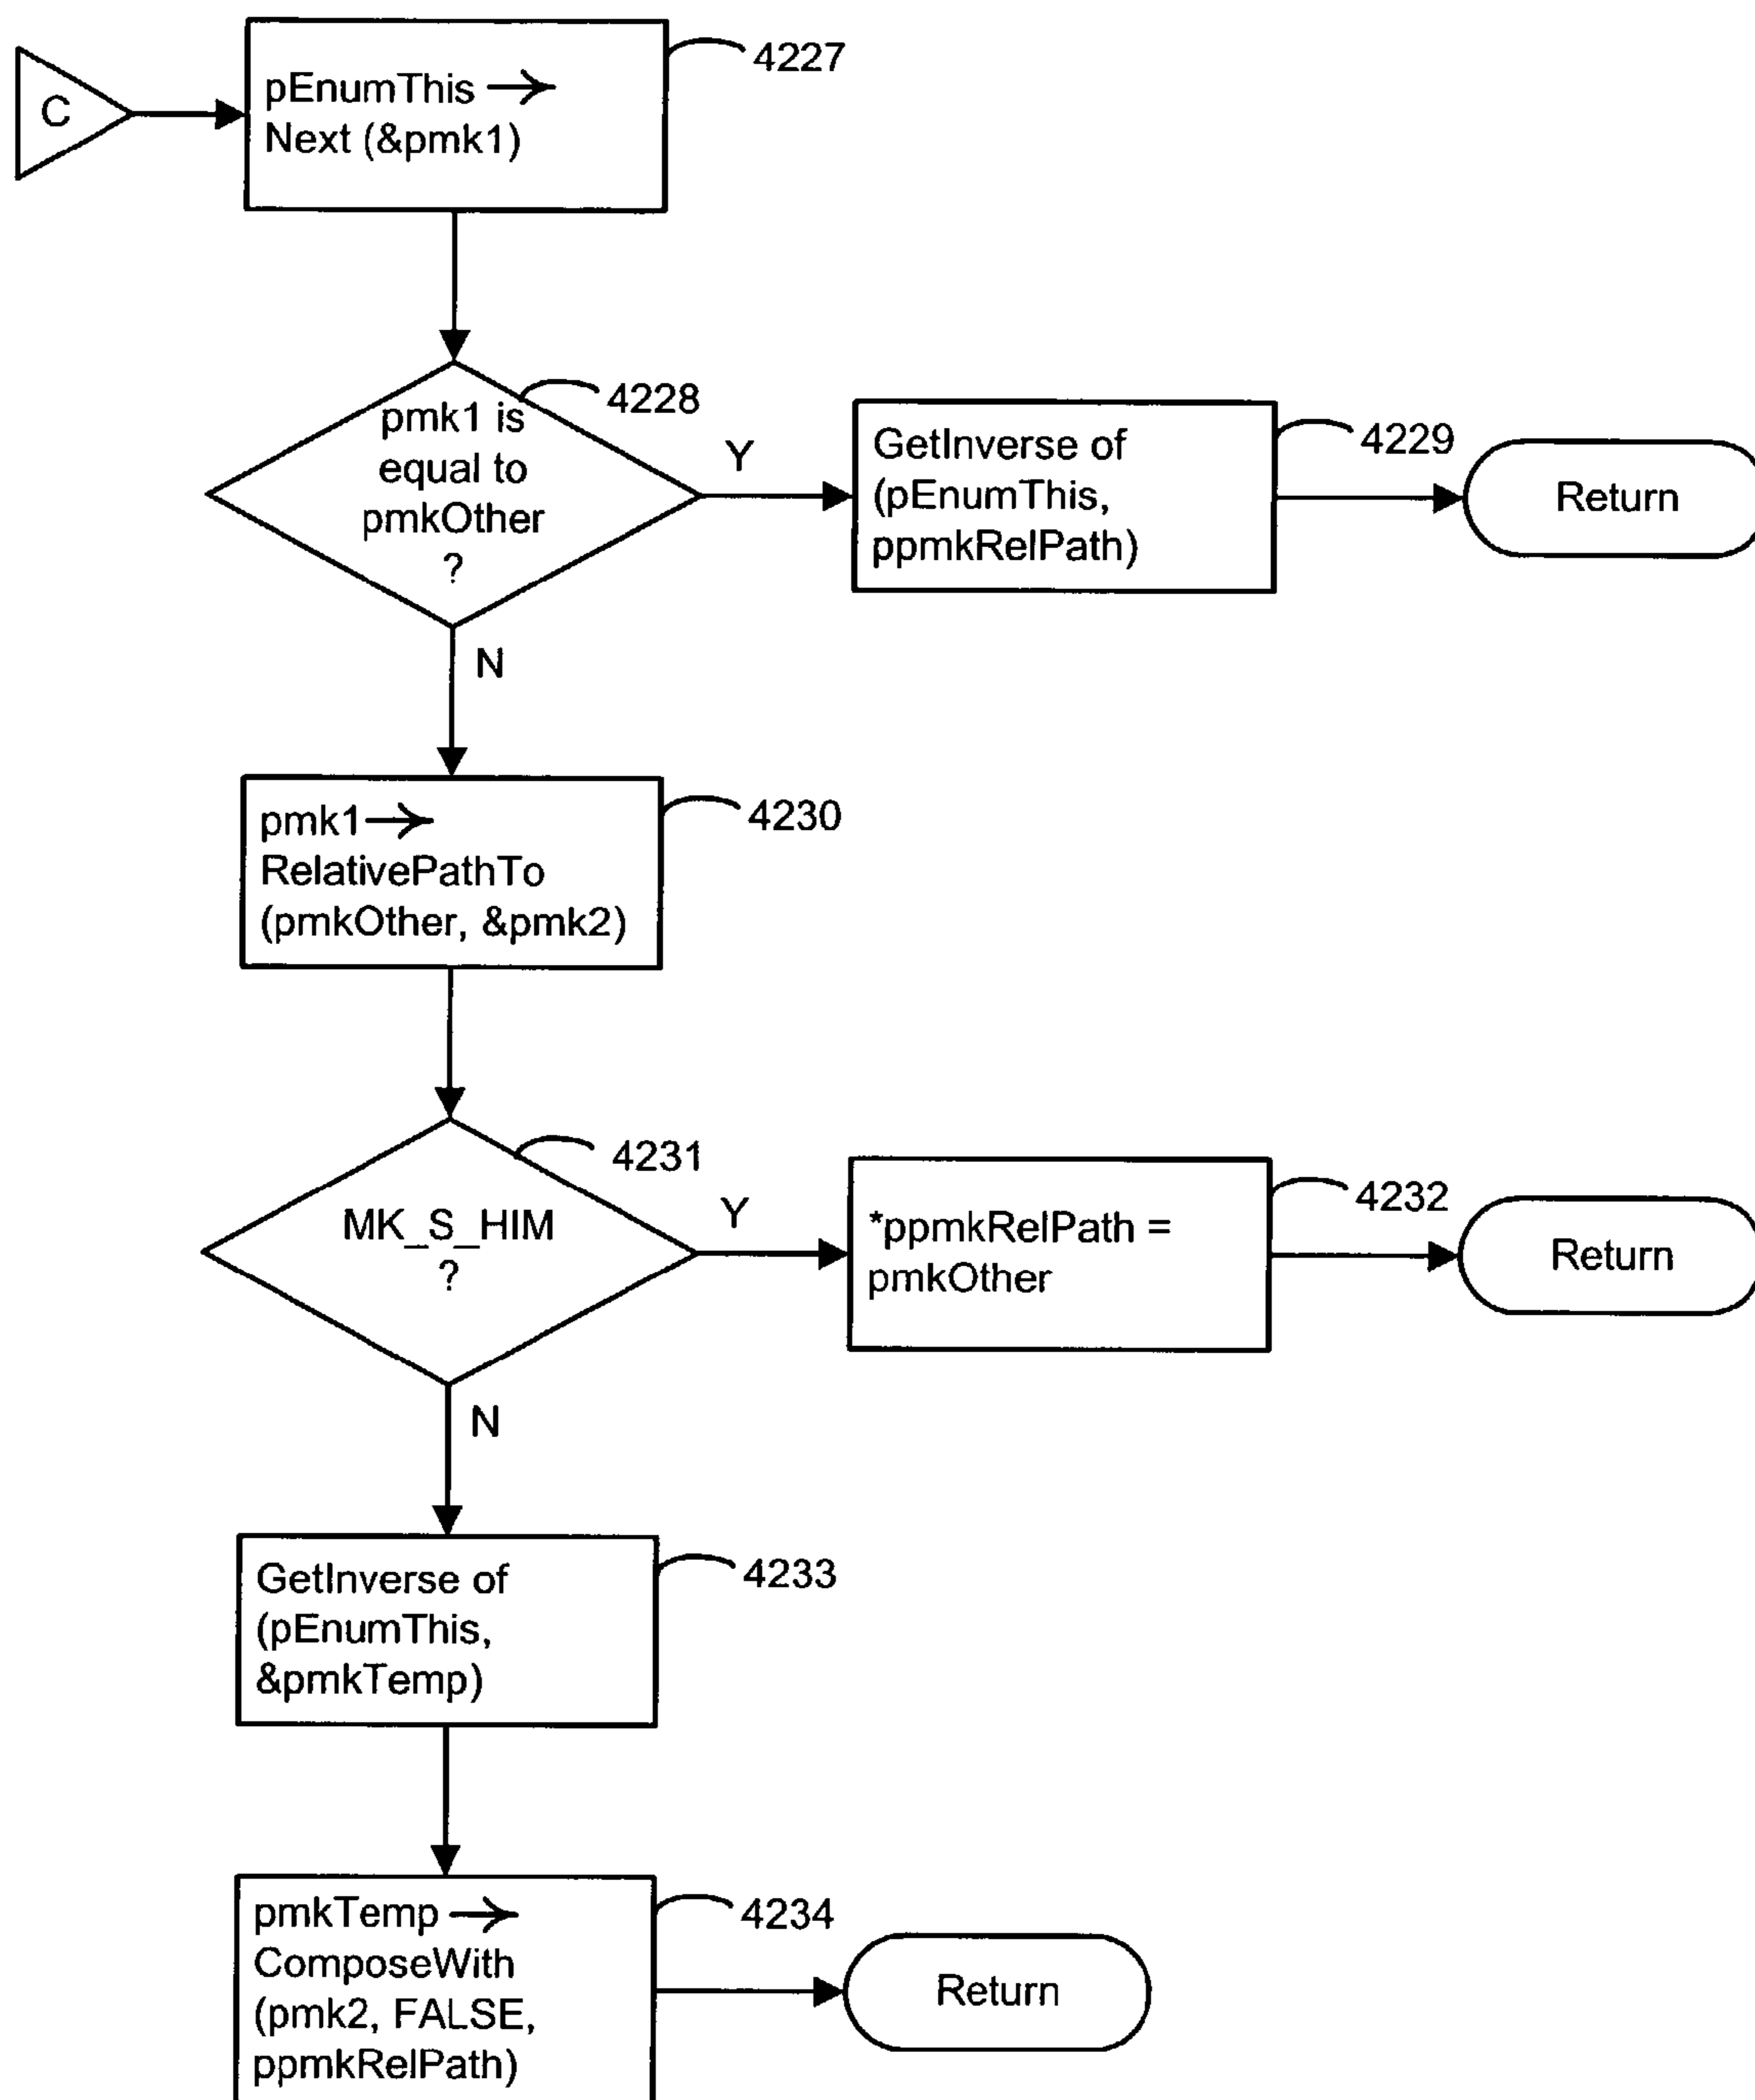 C
pEnumThis →
Next (&pmk1)
4227
pmk1 is
equal to
pmkOther
?
4228
Y
GetInverse of
(pEnumThis,
ppmkRelPath)
4229
Return
N
pmk1→
RelativePathTo
(pmkOther, &pmk2)
4230
MK_S_HIM
?
4231
Y
*ppmkRelPath =
pmkOther
4232
Return
N
GetInverse of
(pEnumThis,
&pmkTemp)
4233
pmkTemp →
ComposeWith
(pmk2, FALSE,
ppmkRelPath)
4234
Return